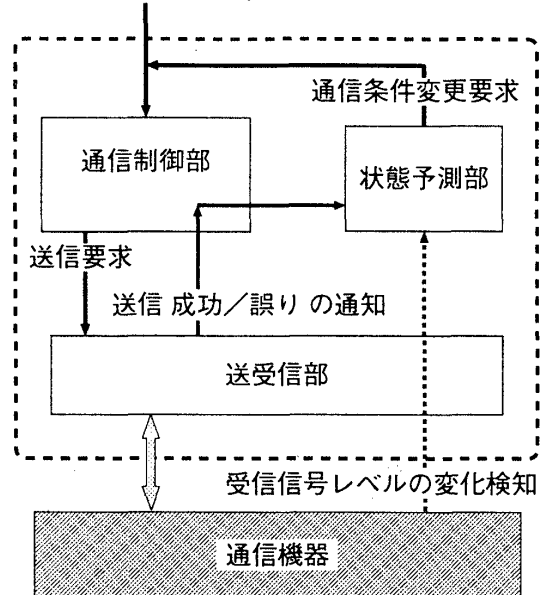 通信条件変更要求
通信制御部
状態予測部
送信要求
送信 成功／誤り の通知
送受信部
受信信号レベルの変化検知
通信機器